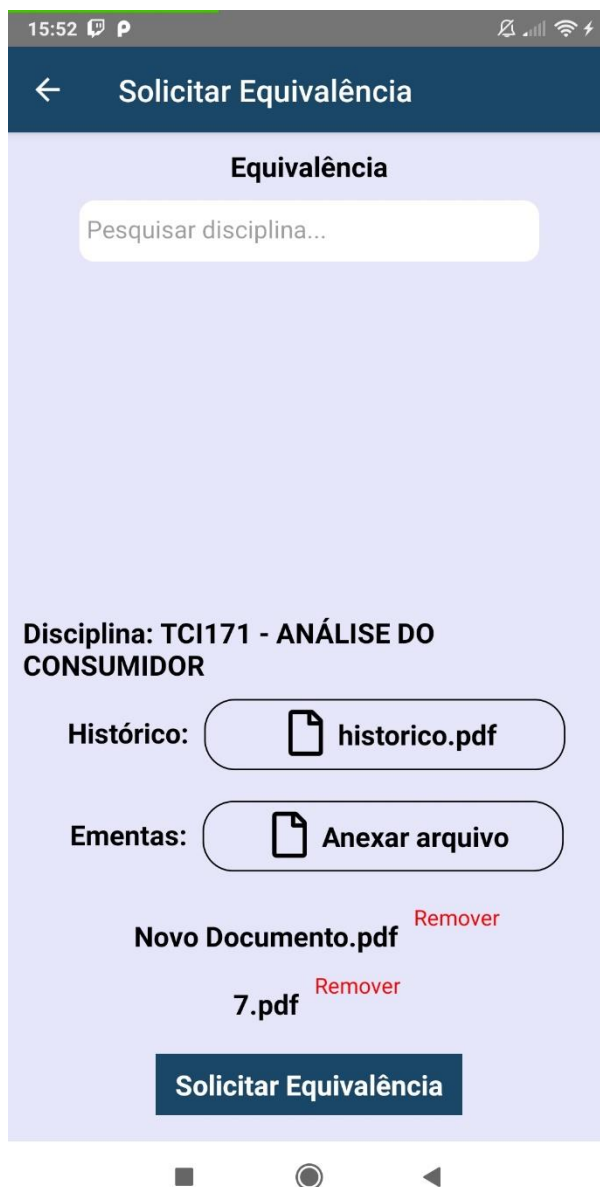 15:52
Solicitar Equivalência
Equivalência
Pesquisar disciplina...
Disciplina: TCI171 - ANÁLISE DO
CONSUMIDOR
Histórico: historico.pdf
Ementas: Anexar arquivo
Novo Documento.pdf Remover
7.pdf Remover
Solicitar Equivalência